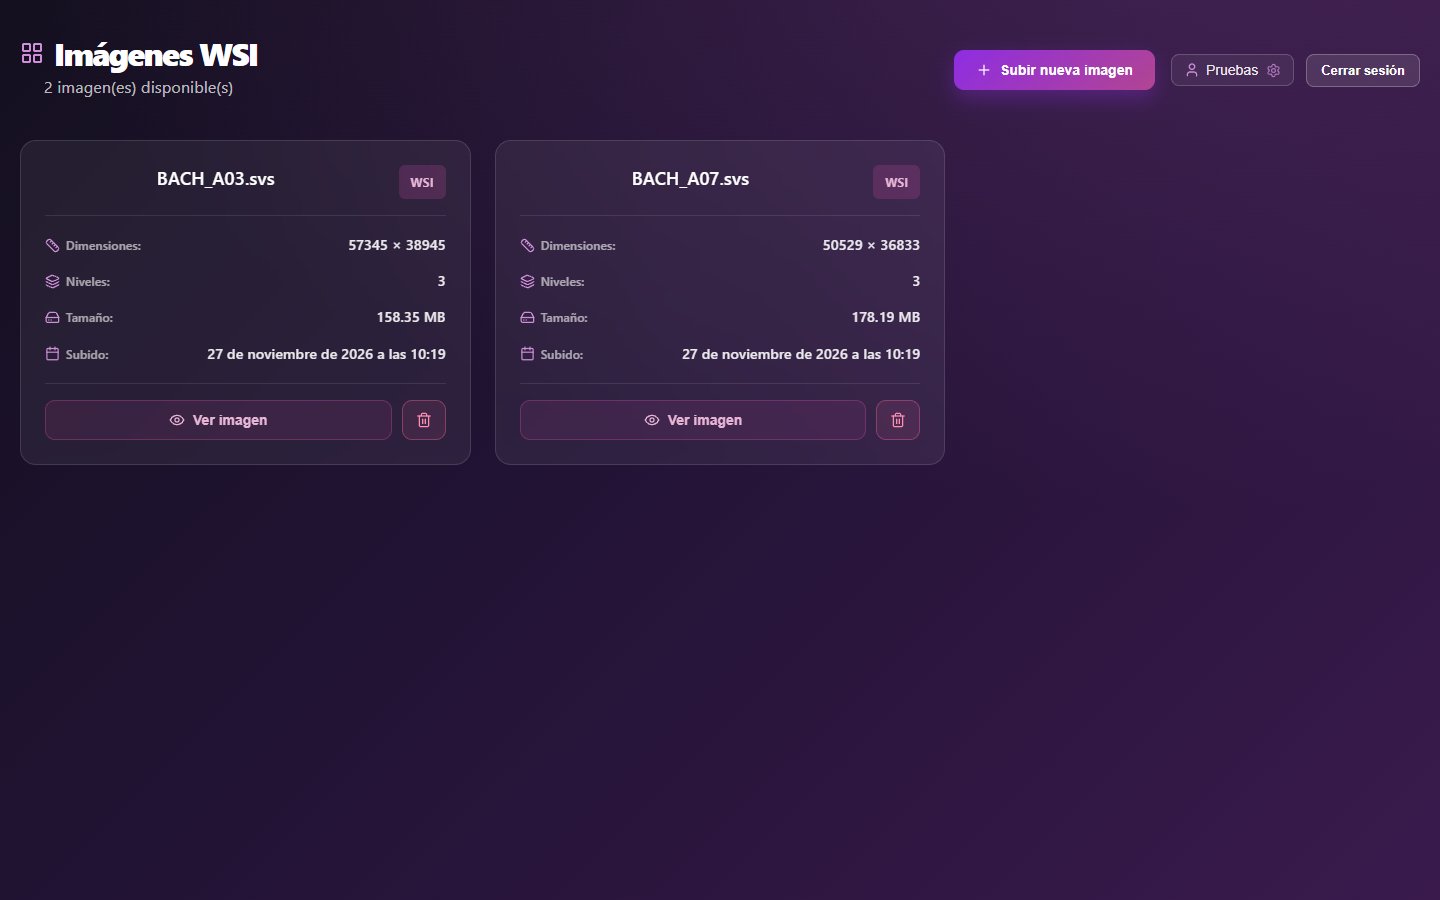 Imágenes WSI
2 imagen(es) disponible(s)
Subir nueva imagen
Pruebas
Cerrar sesión
BACH_A03.svs
WSI
Dimensiones: 57345 × 38945
Niveles: 3
Tamaño: 158.35 MB
Subido: 27 de noviembre de 2026 a las 10:19
Ver imagen
BACH_A07.svs
WSI
Dimensiones: 50529 × 36833
Niveles: 3
Tamaño: 178.19 MB
Subido: 27 de noviembre de 2026 a las 10:19
Ver imagen